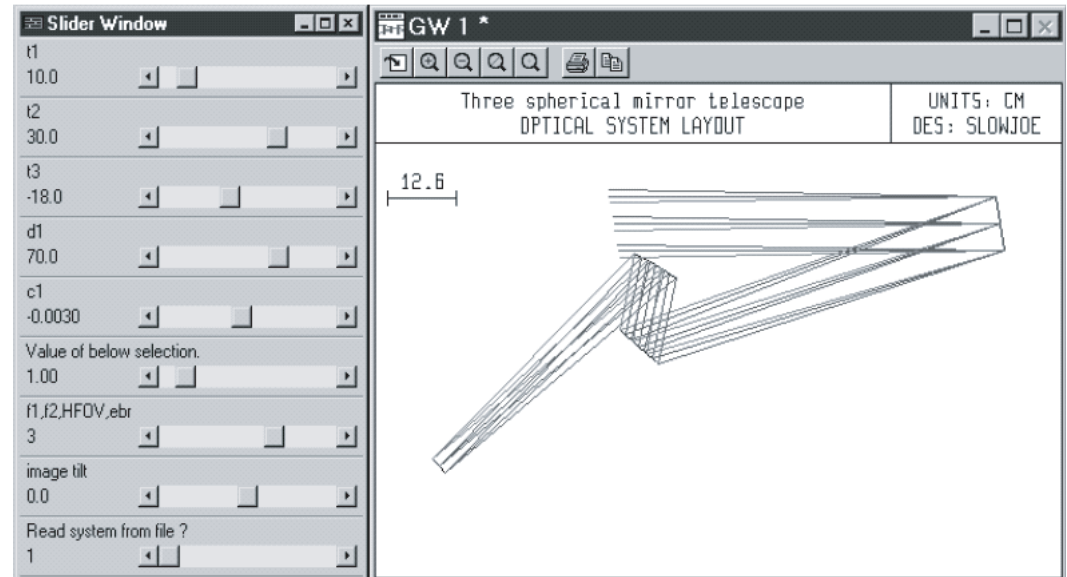 Slider Window
t1
10.0
t2
30.0
t3
-18.0
d1
70.0
c1
-0.0030
Value of below selection.
1.00
f1,f2,HFOV,ebr
3
image tilt
0.0
Read system from file ?
1
GW 1 *
Three spherical mirror telescope
OPTICAL SYSTEM LAYOUT
UNITS: CM
DES: SLOWJOE
12.6